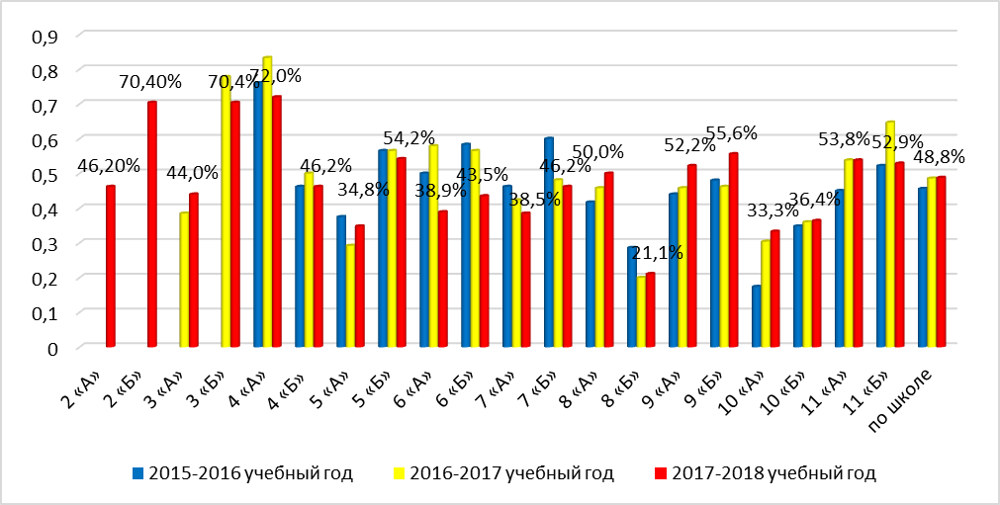 0,9
0,8
0,7
0,6
0,5
0,4
0,3
0,2
0,1
0
46,20%
70,40%
44,0%
70,4%
72,0%
46,2%
34,8%
54,2%
38,9%
43,5%
38,5%
46,2%
50,0%
21,1%
52,2%
55,6%
33,3%
36,4%
53,8%
52,9%
48,8%
2 «А»
2 «Б»
3 «А»
3 «Б»
4 «А»
4 «Б»
5 «А»
5 «Б»
6 «А»
6 «Б»
7 «А»
7 «Б»
8 «А»
8 «Б»
9 «А»
9 «Б»
10 «А»
10 «Б»
11 «А»
11 «Б»
по школе
2015-2016 учебный год
2016-2017 учебный год
2017-2018 учебный год